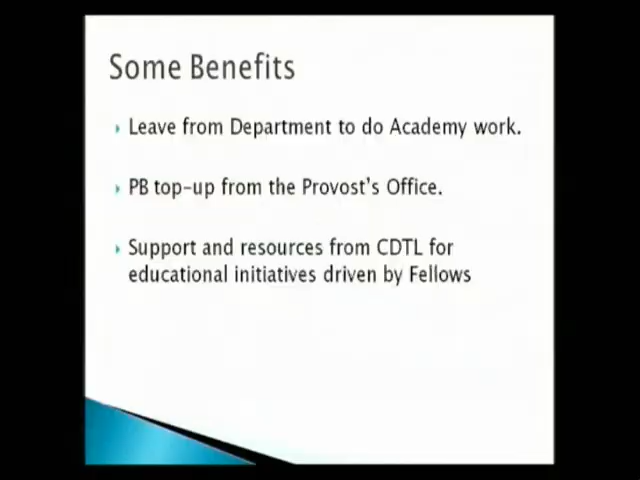 Some Benefits
Leave from Department to do Academy work.
PB top-up from the Provost's Office.
Support and resources from CDTL for
educational initiatives driven by Fellows